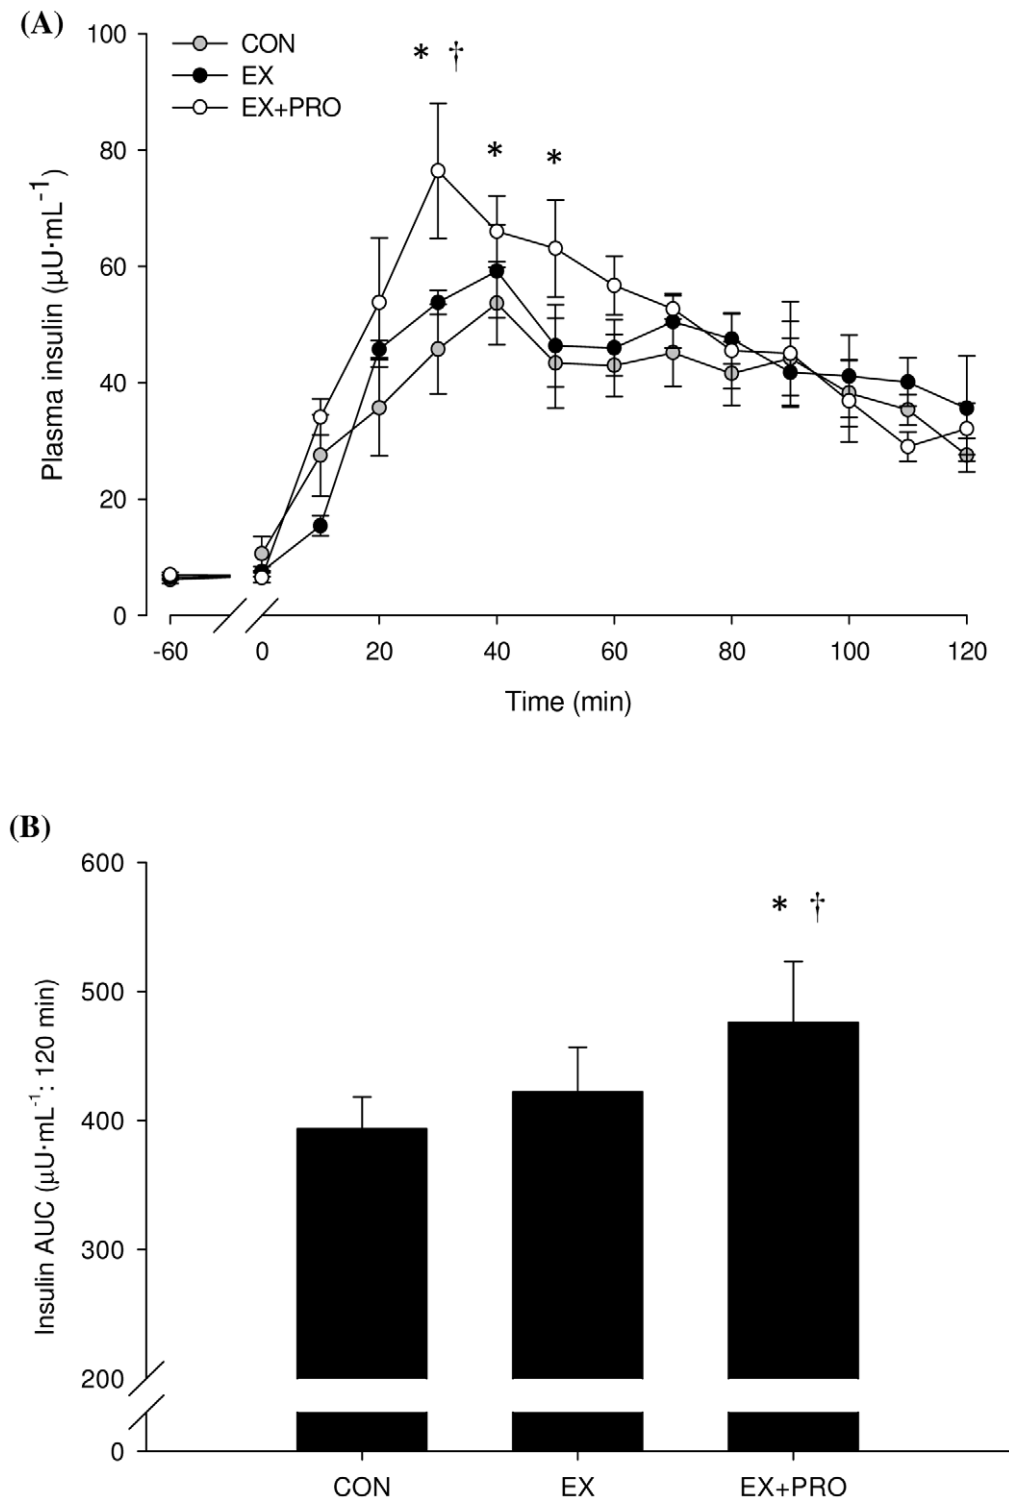 (A)
100
CON
EX
EX+PRO
* †
80
*
*
60
40
20
0
Plasma insulin (µU·mL⁻¹)
-60
0
20
40
60
80
100
120
Time (min)
(B)
600
* †
500
400
300
200
0
Insulin AUC (µU·mL⁻¹: 120 min)
CON
EX
EX+PRO